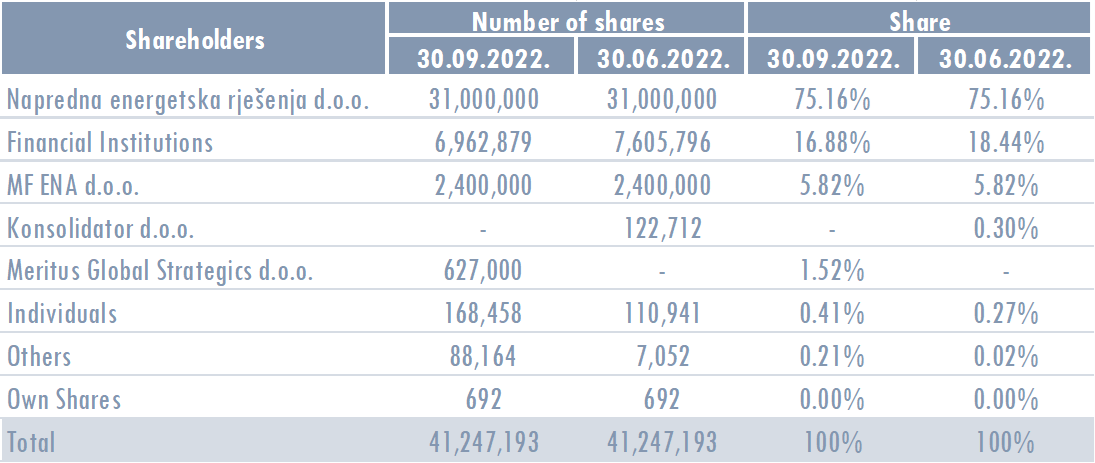 Shareholders Number of shares Share
30.09.2022. 30.06.2022. 30.09.2022. 30.06.2022.
Napredna energetska rješenja d.o.o. 31,000,000 31,000,000 75.16% 75.16%
Financial Institutions 6,962,879 7,605,796 16.88% 18.44%
MF ENA d.o.o. 2,400,000 2,400,000 5.82% 5.82%
Konsolidator d.o.o. - 122,712 - 0.30%
Meritus Global Strategics d.o.o. 627,000 - 1.52% -
Individuals 168,458 110,941 0.41% 0.27%
Others 88,164 7,052 0.21% 0.02%
Own Shares 692 692 0.00% 0.00%
Total 41,247,193 41,247,193 100% 100%